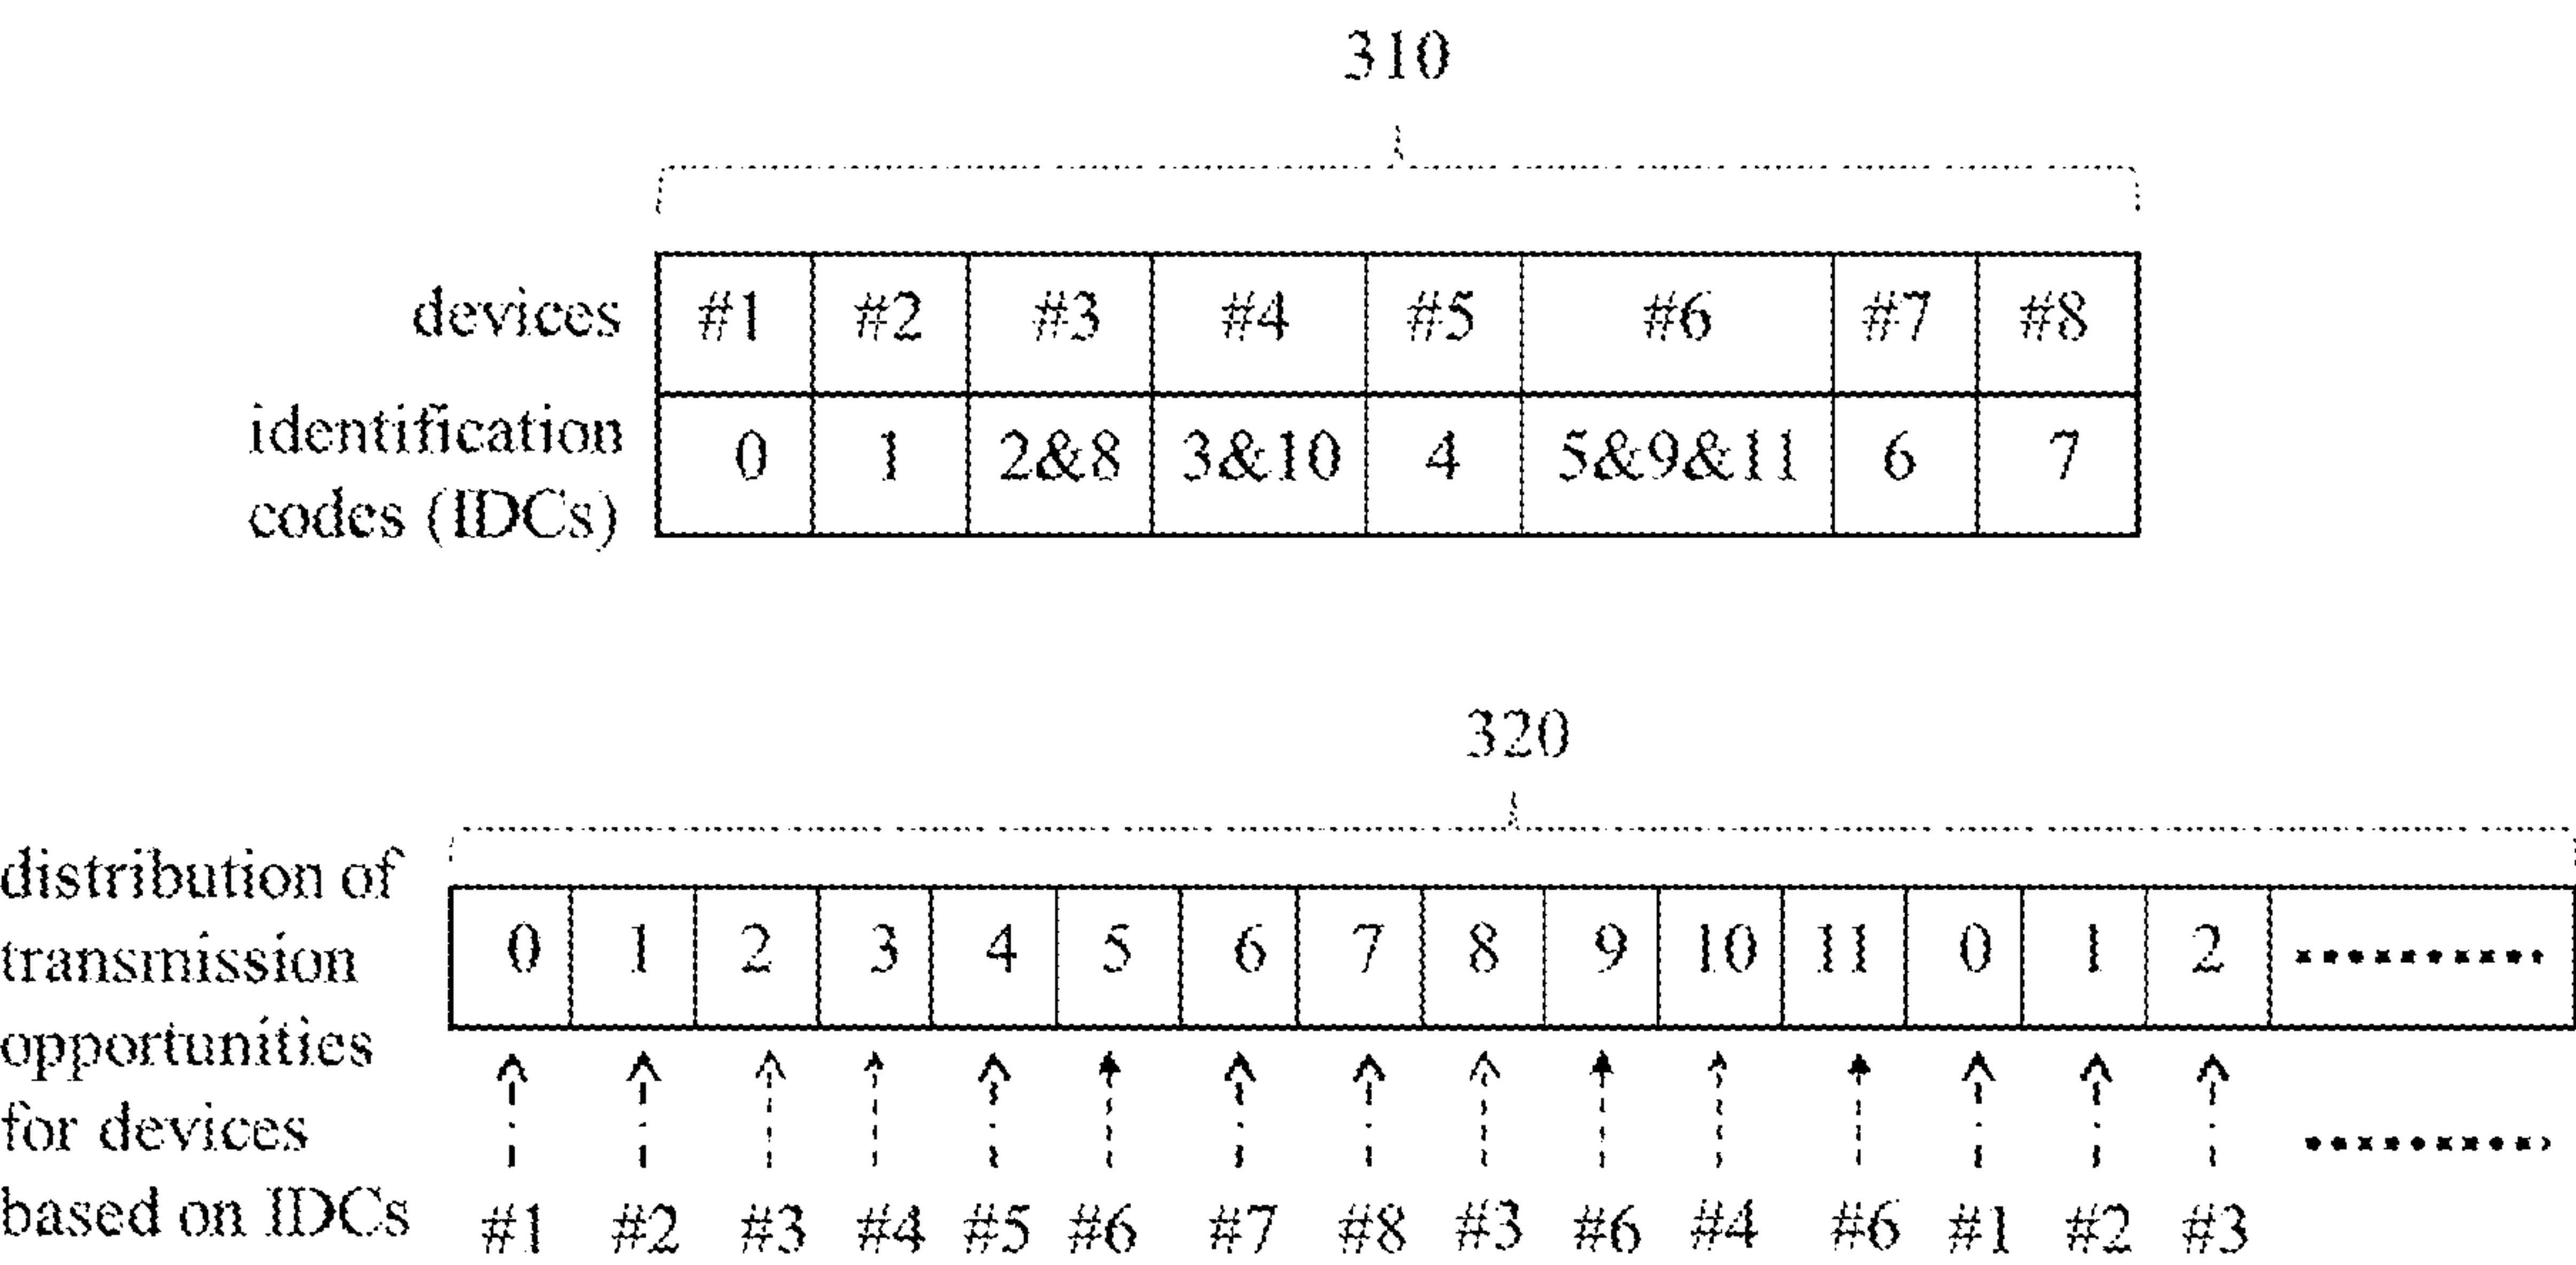 310
devices #1 #2 #3 #4 #5 #6 #7 #8
identification
codes (IDCs) 0 1 2&8 3&10 4 5&9&11 6 7
320
distribution of
transmission 0 1 2 3 4 5 6 7 8 9 10 11 0 1 2
opportunities
for devices
based on IDCs #1 #2 #3 #4 #5 #6 #7 #8 #3 #6 #4 #6 #1 #2 #3